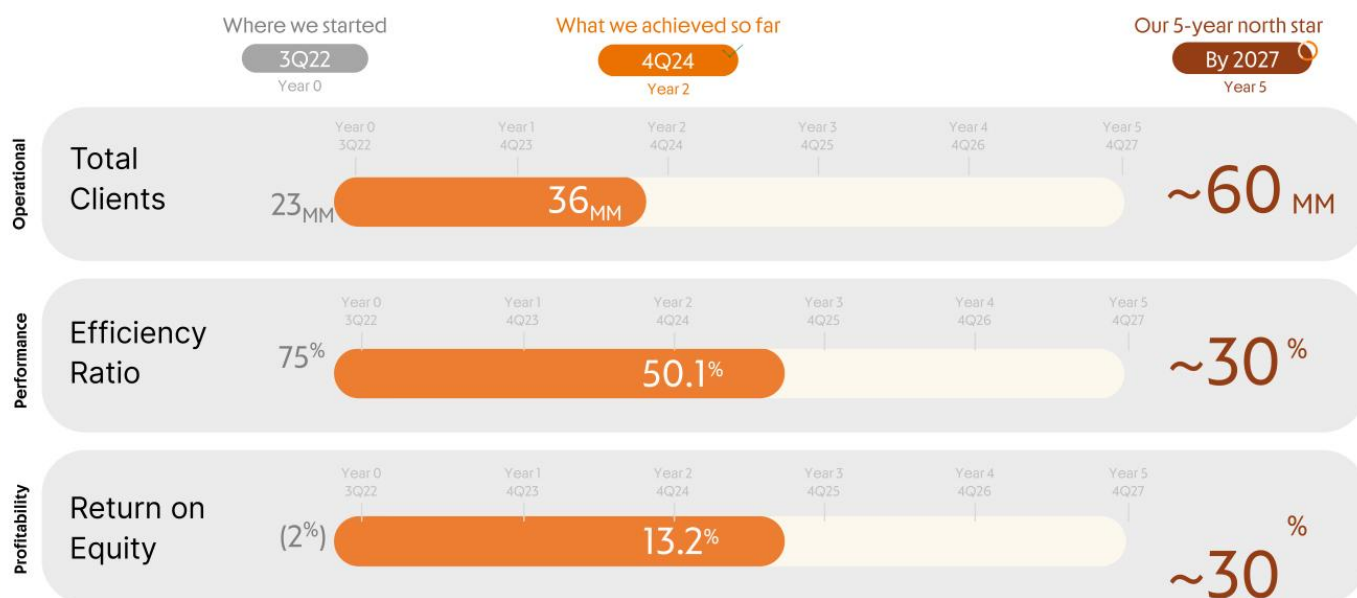 Where we started
What we achieved so far
Our 5-year north star
3Q22
4Q24
By 2027
Year 0
Year 2
Year 5
Operational
Total
Clients
Year 0
3Q22
Year 1
4Q23
Year 2
4Q24
Year 3
4Q25
Year 4
4Q26
Year 5
4Q27
23MM
36MM
~60 MM
Performance
Efficiency
Ratio
Year 0
3Q22
Year 1
4Q23
Year 2
4Q24
Year 3
4Q25
Year 4
4Q26
Year 5
4Q27
75%
50.1%
~30%
Profitability
Return on
Equity
Year 0
3Q22
Year 1
4Q23
Year 2
4Q24
Year 3
4Q25
Year 4
4Q26
Year 5
4Q27
(2%)
13.2%
~30%